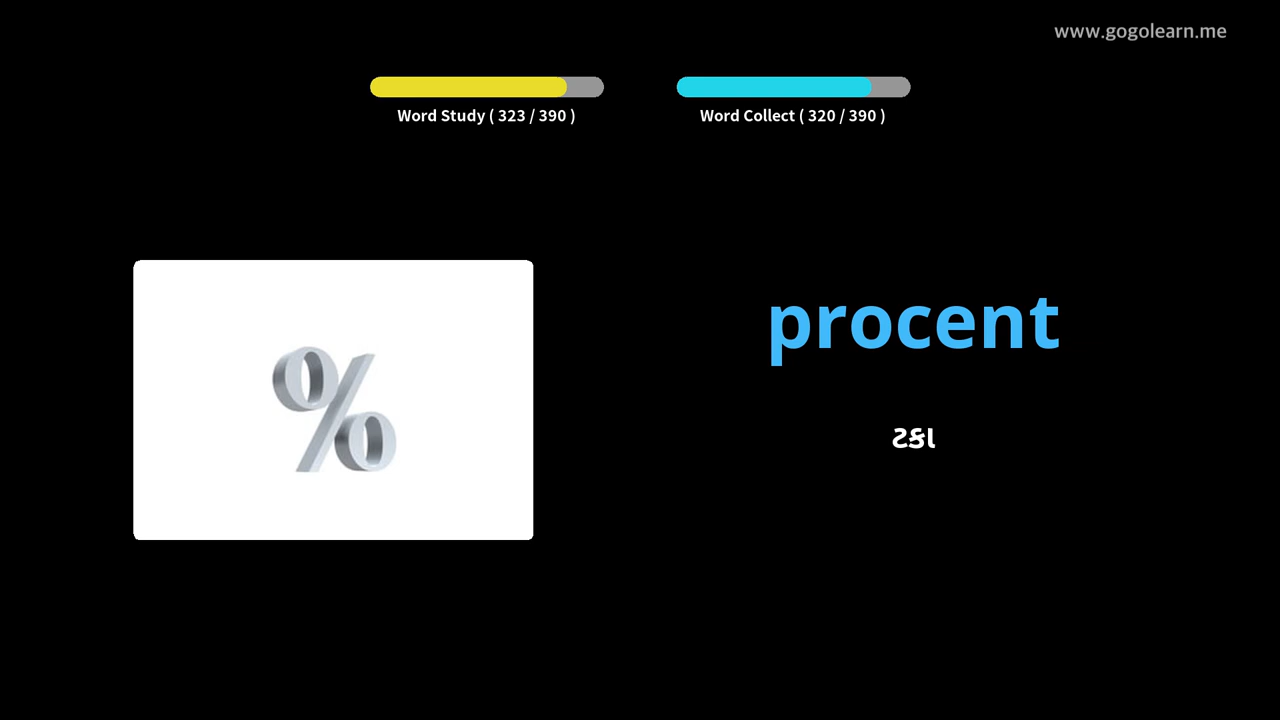 www.gogolearn.me
Word Study ( 323 / 390 )
Word Collect ( 320 / 390 )
%
procent
ટકા